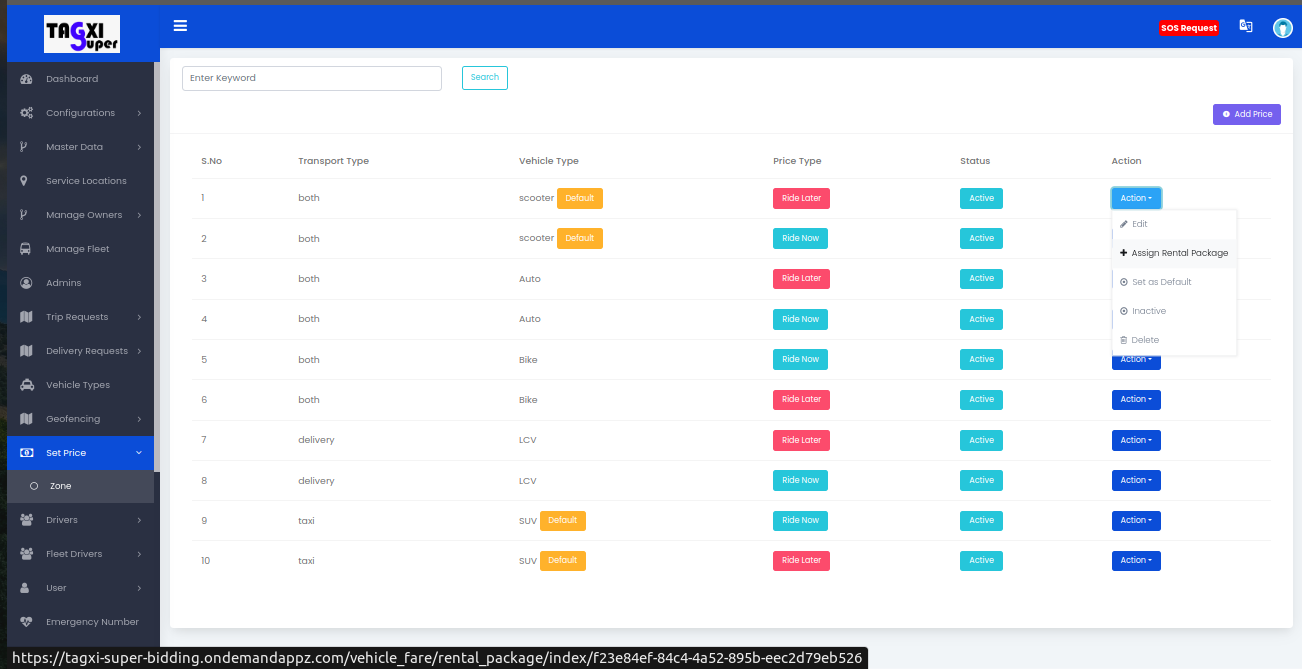 TAGXI
Super
SOS Request
Dashboard
Configurations
Master Data
Service Locations
Manage Owners
Manage Fleet
Admins
Trip Requests
Delivery Requests
Vehicle Types
Geofencing
Set Price
Zone
Drivers
Fleet Drivers
User
Emergency Number
Enter Keyword Search
Add Price
S.No Transport Type Vehicle Type Price Type Status Action
1 both scooter Default Ride Later Active Action
2 both scooter Default Ride Now Active
3 both Auto Ride Later Active
4 both Auto Ride Now Active
5 both Bike Ride Now Active Action
6 both Bike Ride Later Active Action
7 delivery LCV Ride Later Active Action
8 delivery LCV Ride Now Active Action
9 taxi SUV Default Ride Now Active Action
10 taxi SUV Default Ride Later Active Action
Edit
Assign Rental Package
Set as Default
Inactive
Delete
https://tagxi-super-bidding.ondemandappz.com/vehicle_fare/rental_package/index/f23e84ef-84c4-4a52-895b-eec2d79eb526